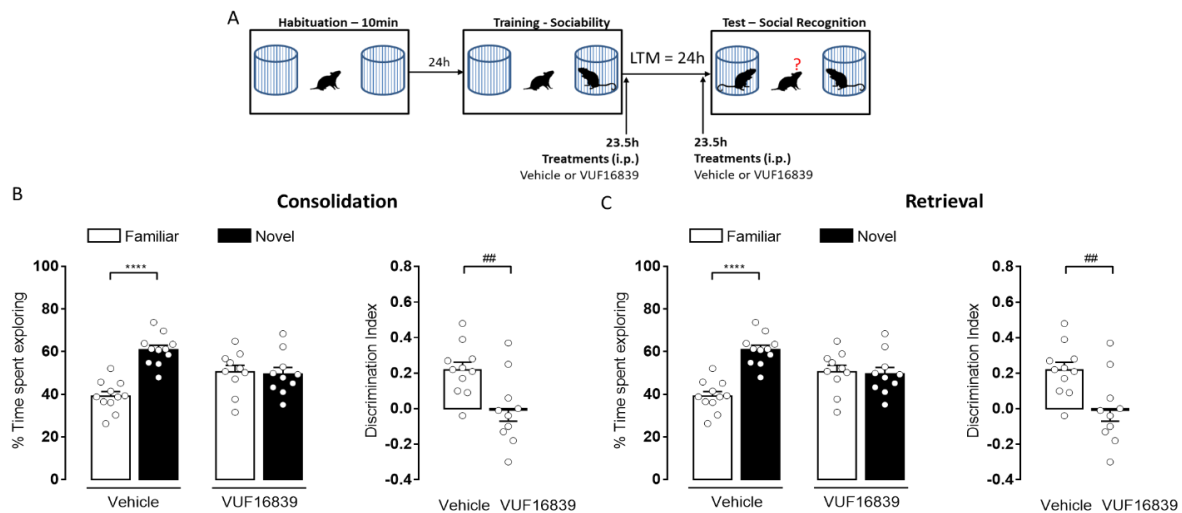 A
Habituation – 10min
Training - Sociability
Test – Social Recognition
24h
LTM = 24h
?
23.5h
Treatments (i.p.)
Vehicle or VUF16839
23.5h
Treatments (i.p.)
Vehicle or VUF16839
B
Consolidation
Familiar
Novel
% Time spent exploring
100
80
60
40
20
0
****
Vehicle
VUF16839
Discrimination Index
0.8
0.6
0.4
0.2
0.0
-0.2
-0.4
##
Vehicle VUF16839
C
Retrieval
Familiar
Novel
% Time spent exploring
100
80
60
40
20
0
****
Vehicle
VUF16839
Discrimination Index
0.8
0.6
0.4
0.2
0.0
-0.2
-0.4
##
Vehicle VUF16839